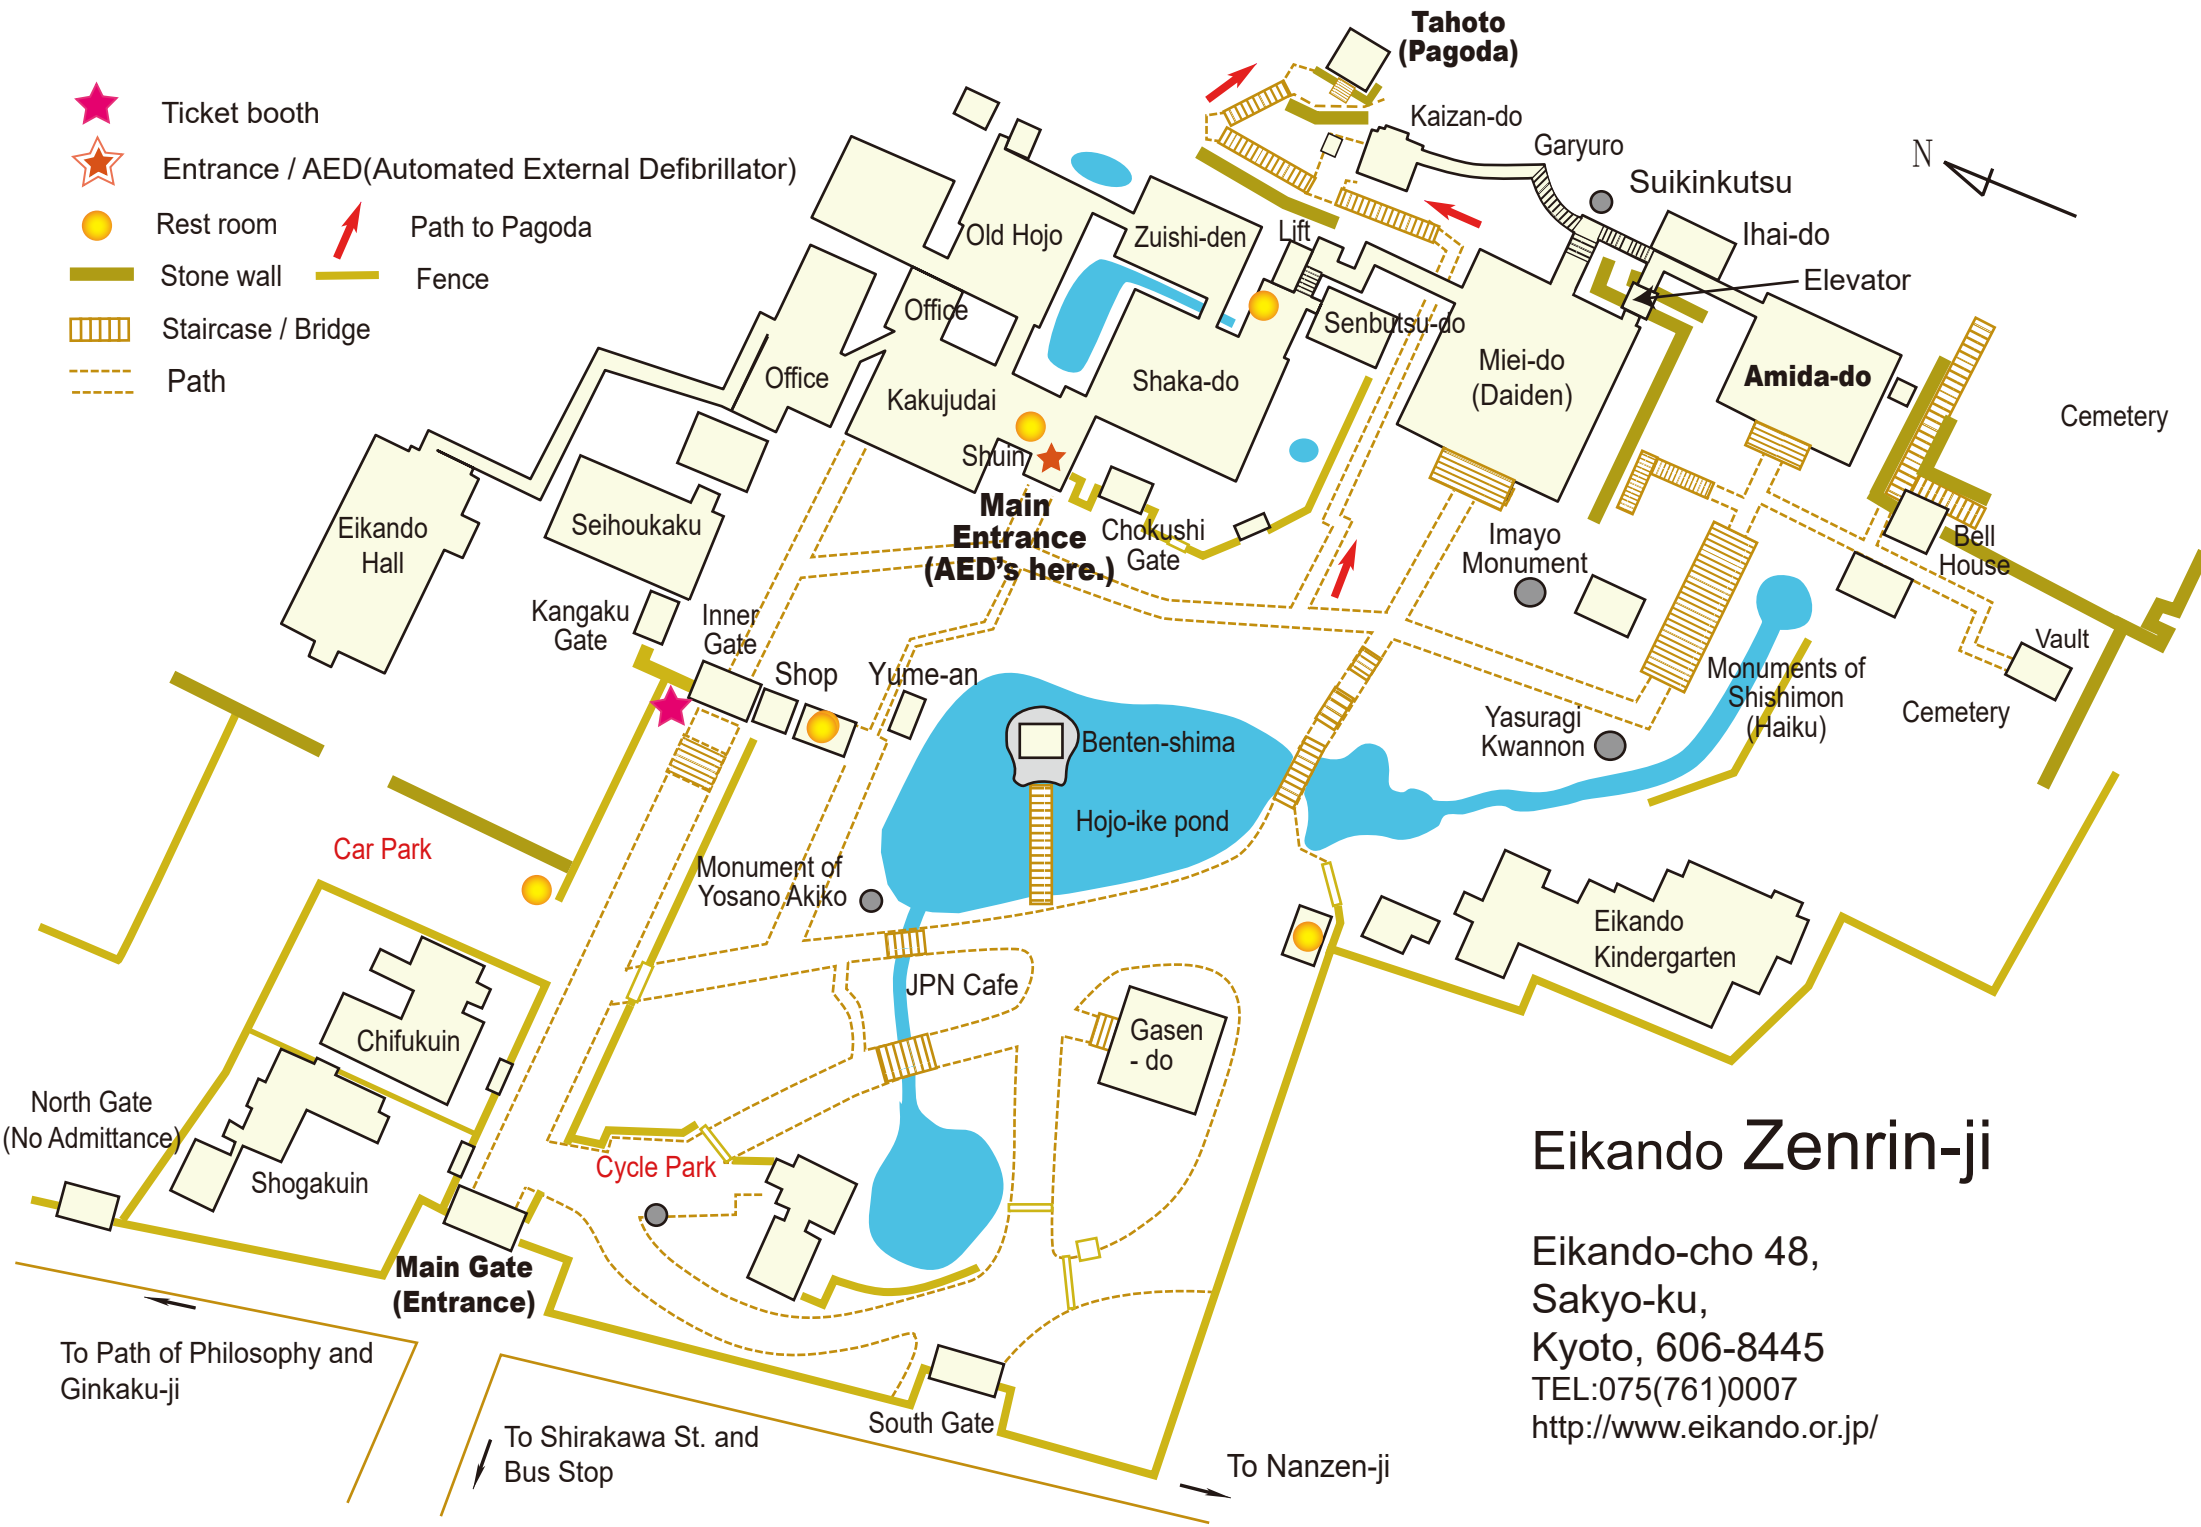 Tahoto
(Pagoda)
Ticket booth
Entrance / AED(Automated External Defibrillator)
Rest room
Path to Pagoda
Stone wall
Fence
Staircase / Bridge
Path
Kaizan-do
Garyuro
Suikinkutsu
N
Ihai-do
Elevator
Old Hojo
Zuishi-den
Lift
Office
Senbutsu-do
Miei-do
(Daiden)
Amida-do
Office
Kakujudai
Shaka-do
Cemetery
Shuin
Main
Entrance
(AED's here.)
Chokushi
Gate
Eikando
Hall
Seihoukaku
Imayo
Monument
Bell
House
Kangaku
Gate
Inner
Gate
Shop
Yume-an
Vault
Monuments of
Shishimon
(Haiku)
Cemetery
Yasuragi
Kwannon
Benten-shima
Hojo-ike pond
Car Park
Monument of
Yosano Akiko
Eikando
Kindergarten
JPN Cafe
Gasen
- do
Chifukuin
North Gate
(No Admittance)
Shogakuin
Cycle Park
Main Gate
(Entrance)
To Path of Philosophy and
Ginkaku-ji
To Shirakawa St. and
Bus Stop
South Gate
To Nanzen-ji
Eikando Zenrin-ji
Eikando-cho 48,
Sakyo-ku,
Kyoto, 606-8445
TEL:075(761)0007
http://www.eikando.or.jp/